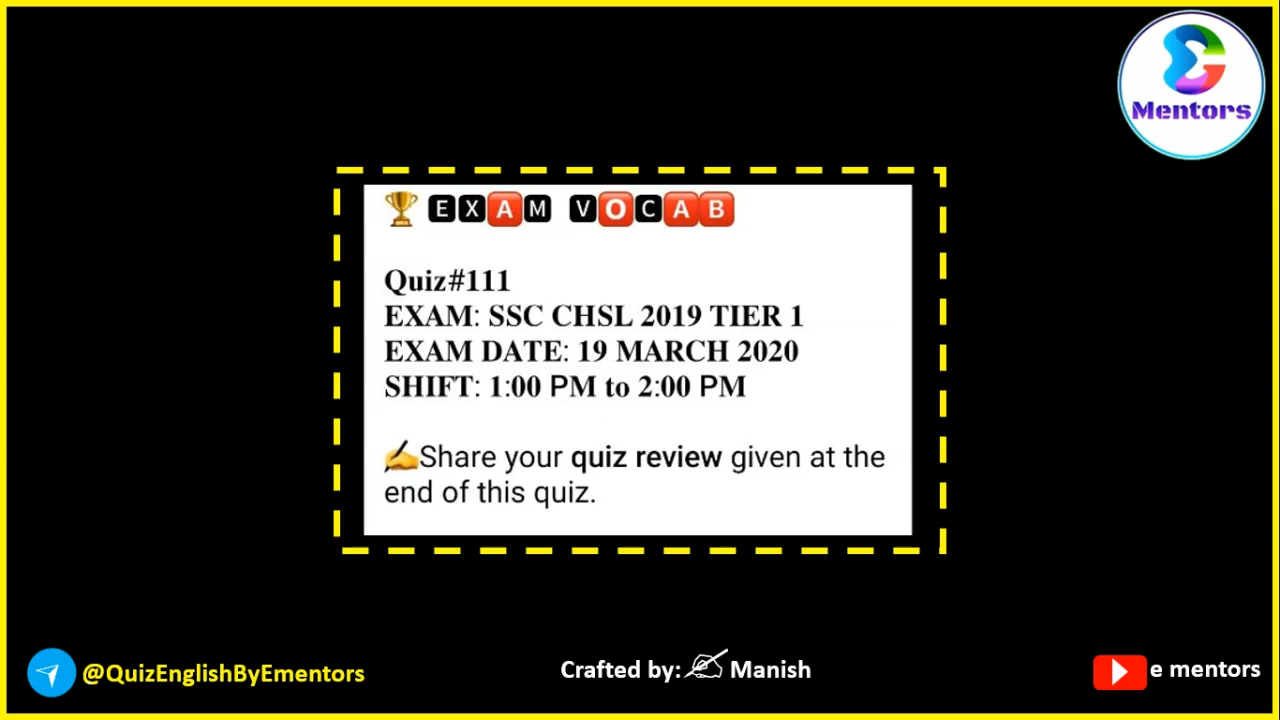 Mentors
🏆 EXAM VOCAB
Quiz#111
EXAM: SSC CHSL 2019 TIER 1
EXAM DATE: 19 MARCH 2020
SHIFT: 1:00 PM to 2:00 PM
✍Share your quiz review given at the
end of this quiz.
@QuizEnglishByEmentors
Crafted by: Manish
e mentors